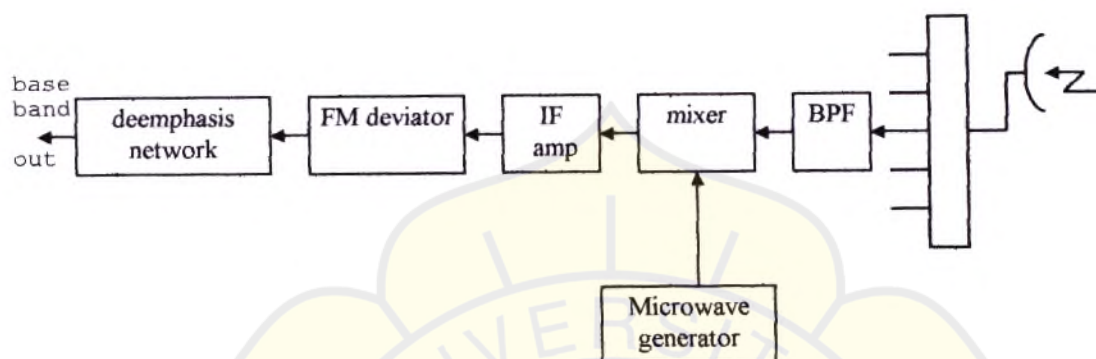 base
band
out
deemphasis
network
FM deviator
IF
amp
mixer
BPF
Microwave
generator